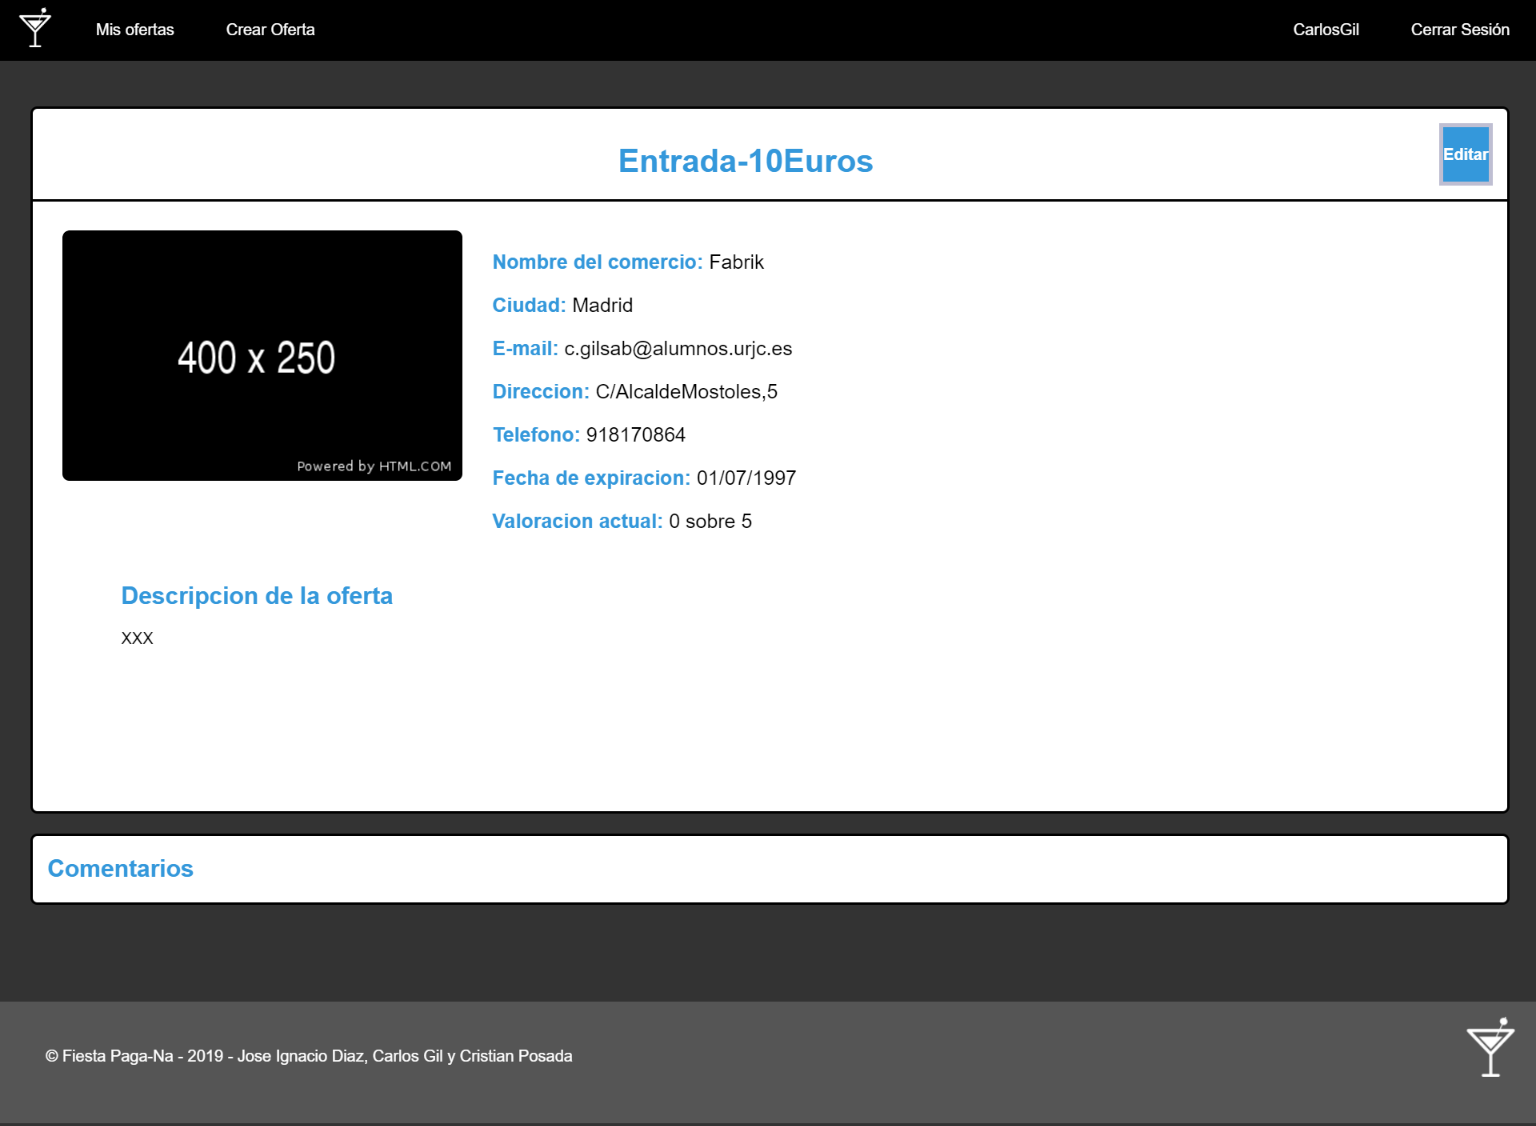 Mis ofertas
Crear Oferta
CarlosGil
Cerrar Sesión
Entrada-10Euros
Editar
400 x 250
Powered by HTML.COM
Nombre del comercio: Fabrik
Ciudad: Madrid
E-mail: c.gilsab@alumnos.urjc.es
Direccion: C/AlcaldeMostoles,5
Telefono: 918170864
Fecha de expiracion: 01/07/1997
Valoracion actual: 0 sobre 5
Descripcion de la oferta
XXX
Comentarios
© Fiesta Paga-Na - 2019 - Jose Ignacio Diaz, Carlos Gil y Cristian Posada